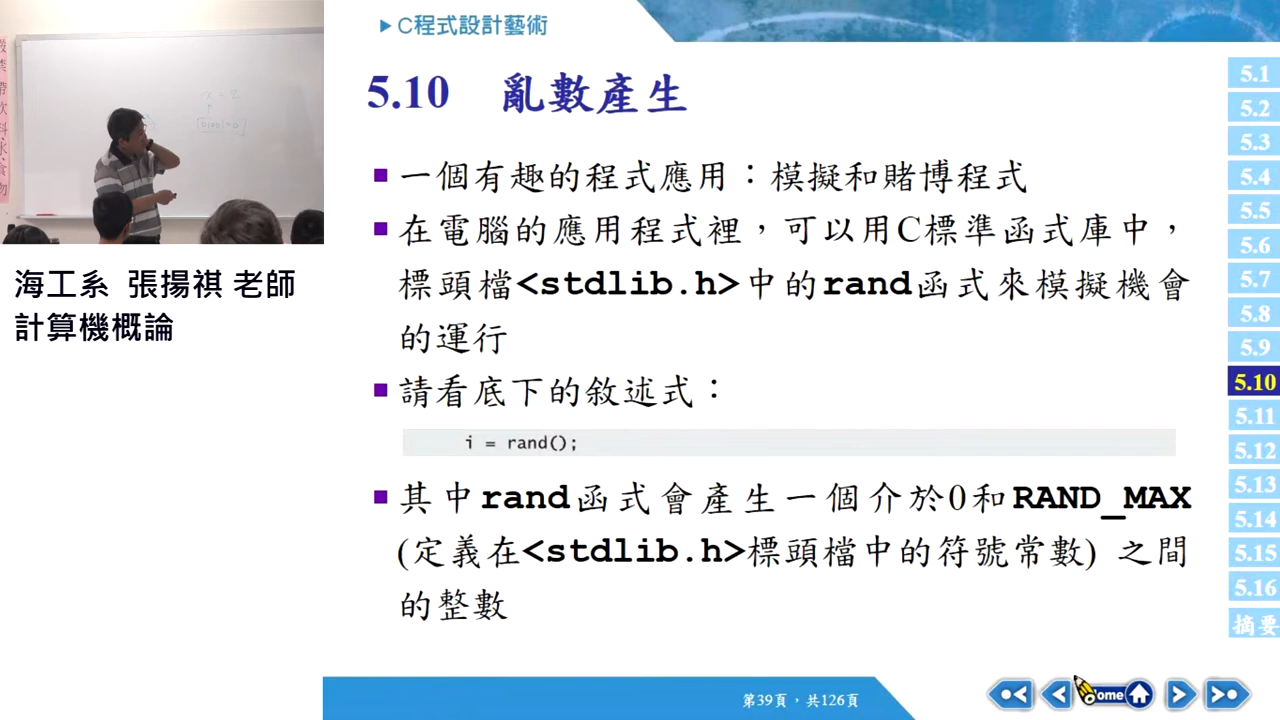 C程式設計藝術
5.10 亂數產生
一個有趣的程式應用：模擬和賭博程式
在電腦的應用程式裡，可以用C標準函式庫中，
標頭檔<stdlib.h>中的rand函式來模擬機會
的運行
請看底下的敘述式：
i = rand();
其中rand函式會產生一個介於0和RAND_MAX
(定義在<stdlib.h>標頭檔中的符號常數) 之間
的整數
海工系 張揚祺 老師
計算機概論
5.1
5.2
5.3
5.4
5.5
5.6
5.7
5.8
5.9
5.10
5.11
5.12
5.13
5.14
5.15
5.16
摘要
第39頁，共126頁
Home